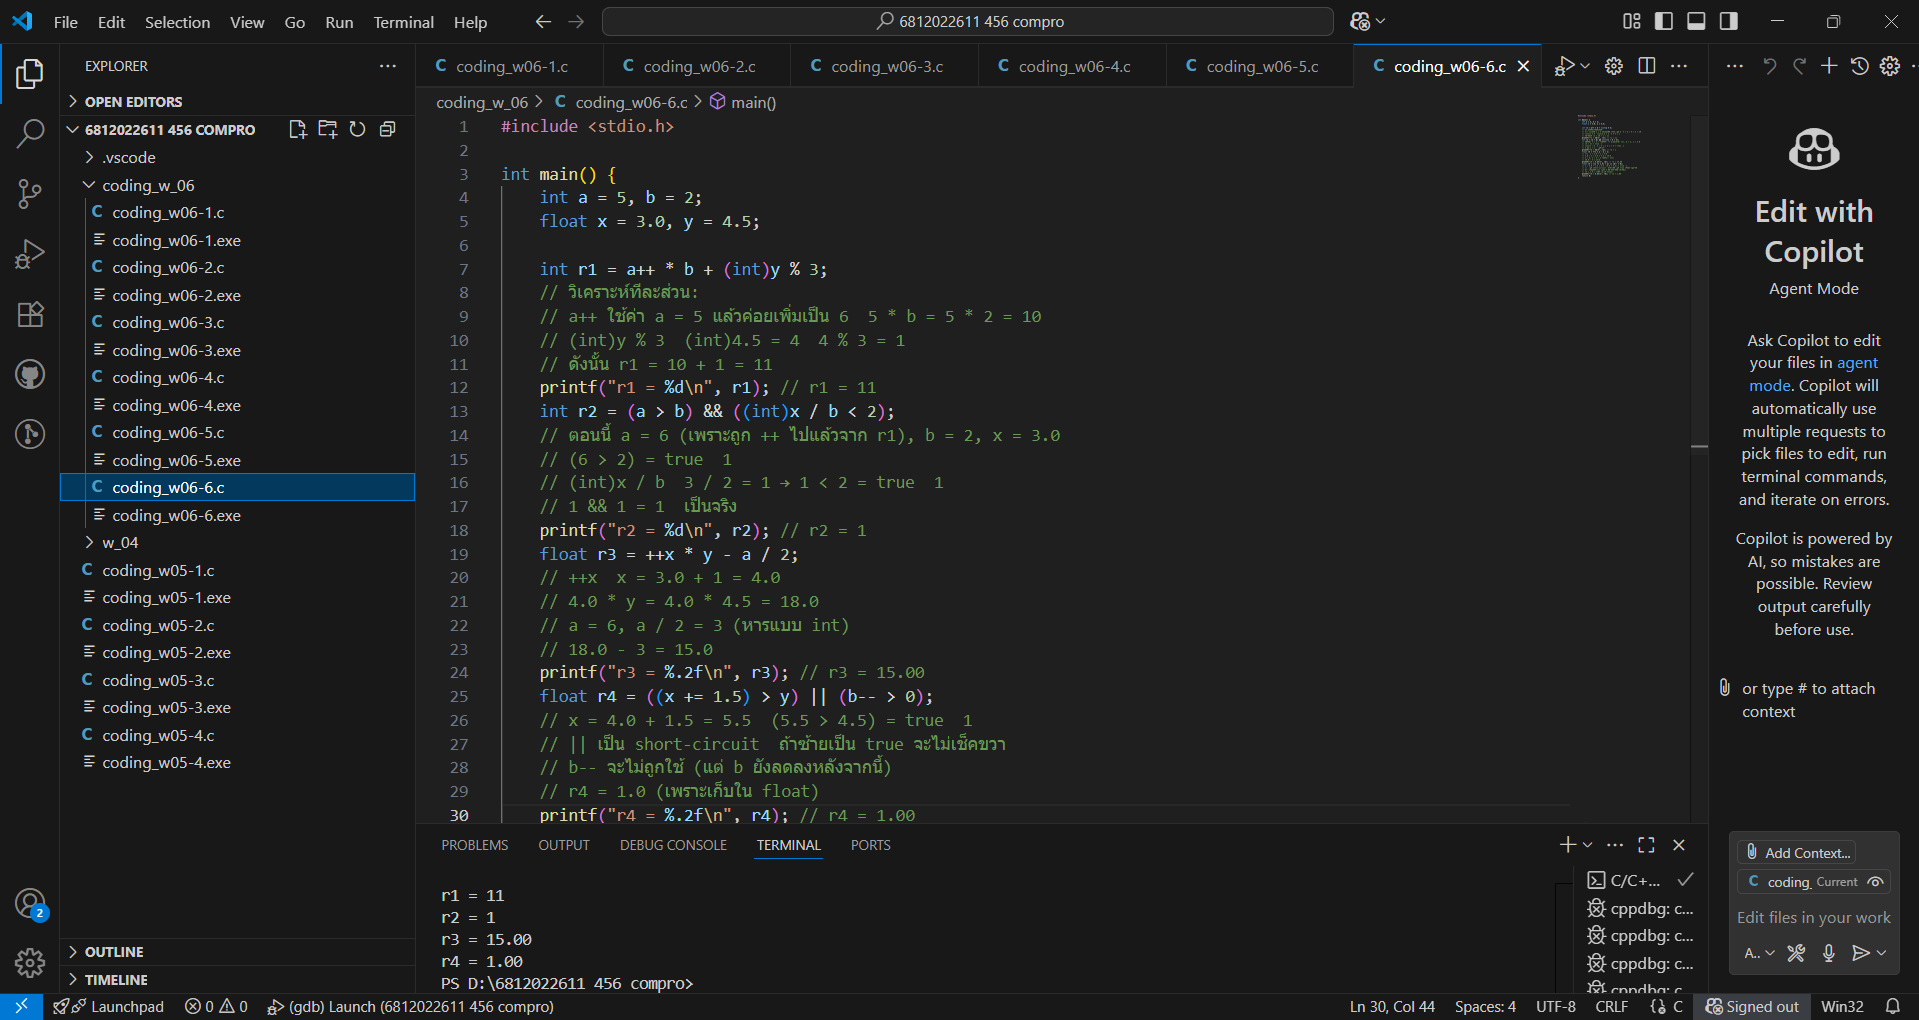 File Edit Selection View Go Run Terminal Help
6812022611 456 compro
EXPLORER
OPEN EDITORS
6812022611 456 COMPRO
.vscode
coding_w_06
C coding_w06-1.c
coding_w06-1.exe
C coding_w06-2.c
coding_w06-2.exe
C coding_w06-3.c
coding_w06-3.exe
C coding_w06-4.c
coding_w06-4.exe
C coding_w06-5.c
coding_w06-5.exe
C coding_w06-6.c
coding_w06-6.exe
w_04
C coding_w05-1.c
coding_w05-1.exe
C coding_w05-2.c
coding_w05-2.exe
C coding_w05-3.c
coding_w05-3.exe
C coding_w05-4.c
coding_w05-4.exe
OUTLINE
TIMELINE
2
C coding_w06-1.c C coding_w06-2.c C coding_w06-3.c C coding_w06-4.c C coding_w06-5.c C coding_w06-6.c
coding_w_06 > C coding_w06-6.c > main()
1 #include <stdio.h>
2
3 int main() {
4 int a = 5, b = 2;
5 float x = 3.0, y = 4.5;
6
7 int r1 = a++ * b + (int)y % 3;
8 // วิเคราะห์ทีละส่วน:
9 // a++ ใช้ค่า a = 5 แล้วค่อยเพิ่มเป็น 6  5 * b = 5 * 2 = 10
10 // (int)y % 3  (int)4.5 = 4  4 % 3 = 1
11 // ดังนั้น r1 = 10 + 1 = 11
12 printf("r1 = %d\n", r1); // r1 = 11
13 int r2 = (a > b) && ((int)x / b < 2);
14 // ตอนนี้ a = 6 (เพราะถูก ++ ไปแล้วจาก r1), b = 2, x = 3.0
15 // (6 > 2) = true  1
16 // (int)x / b  3 / 2 = 1 → 1 < 2 = true  1
17 // 1 && 1 = 1  เป็นจริง
18 printf("r2 = %d\n", r2); // r2 = 1
19 float r3 = ++x * y - a / 2;
20 // ++x  x = 3.0 + 1 = 4.0
21 // 4.0 * y = 4.0 * 4.5 = 18.0
22 // a = 6, a / 2 = 3 (หารแบบ int)
23 // 18.0 - 3 = 15.0
24 printf("r3 = %.2f\n", r3); // r3 = 15.00
25 float r4 = ((x += 1.5) > y) || (b-- > 0);
26 // x = 4.0 + 1.5 = 5.5  (5.5 > 4.5) = true  1
27 // || เป็น short-circuit  ถ้าซ้ายเป็น true จะไม่เช็คขวา
28 // b-- จะไม่ถูกใช้ (แต่ b ยังลดลงหลังจากนี้)
29 // r4 = 1.0 (เพราะเก็บใน float)
30 printf("r4 = %.2f\n", r4); // r4 = 1.00
PROBLEMS OUTPUT DEBUG CONSOLE TERMINAL PORTS
r1 = 11
r2 = 1
r3 = 15.00
r4 = 1.00
PS D:\6812022611 456 compro>
C/C+...
cppdbg: c...
cppdbg: c...
cppdbg: c...
cppdbg: c...
Edit with
Copilot
Agent Mode
Ask Copilot to edit
your files in agent
mode. Copilot will
automatically use
multiple requests to
pick files to edit, run
terminal commands,
and iterate on errors.
Copilot is powered by
AI, so mistakes are
possible. Review
output carefully
before use.
or type # to attach
context
Add Context...
C coding_ Current
Edit files in your work
A..
Launchpad 0 0 (gdb) Launch (6812022611 456 compro) Ln 30, Col 44 Spaces: 4 UTF-8 CRLF {} C Signed out Win32